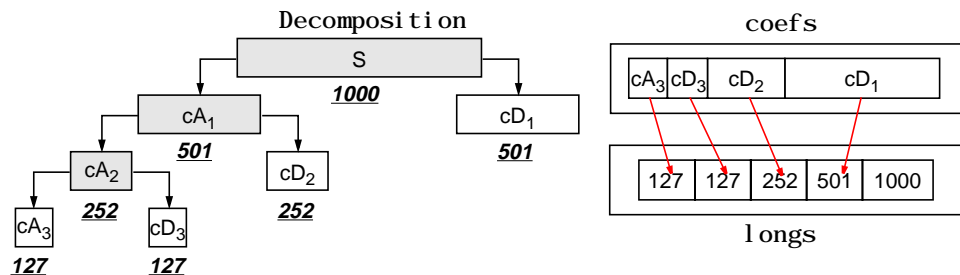 Decomposition
S
1000
cA1
501
cD1
501
cA2
252
cD2
252
cA3
127
cD3
127
coefs
cA3 cD3 cD2 cD1
127 127 252 501 1000
longs